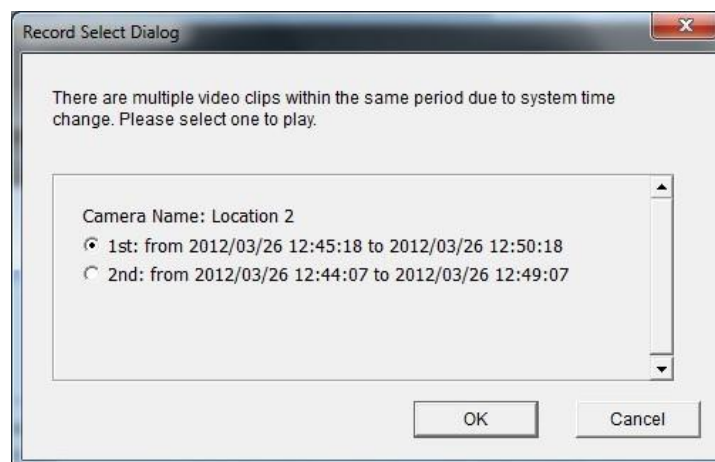 Record Select Dialog
There are multiple video clips within the same period due to system time
change. Please select one to play.
Camera Name: Location 2
1st: from 2012/03/26 12:45:18 to 2012/03/26 12:50:18
2nd: from 2012/03/26 12:44:07 to 2012/03/26 12:49:07
OK Cancel